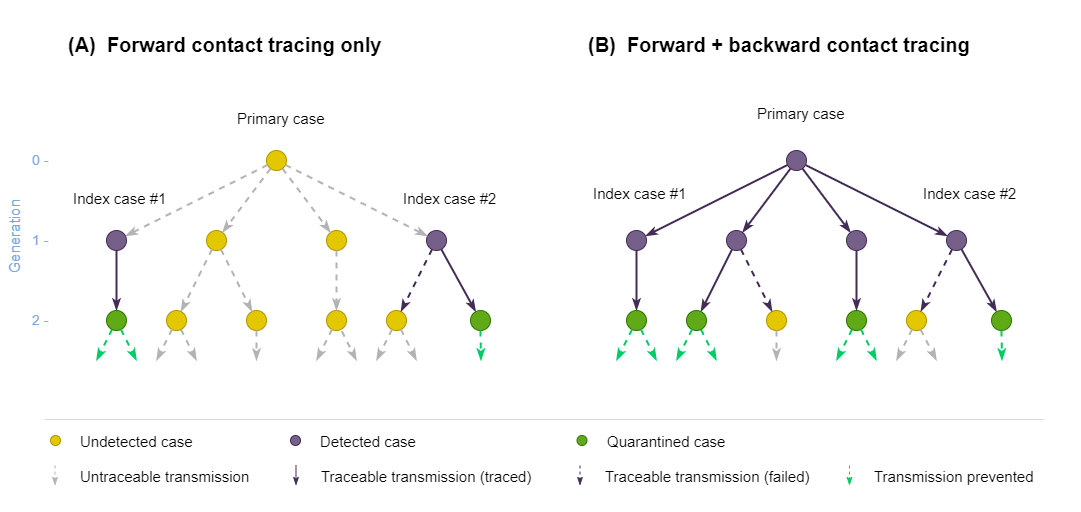 (A)  Forward contact tracing only
(B)  Forward + backward contact tracing
Primary case
Primary case
0 -
Index case #1
Index case #2
Index case #1
Index case #2
Generation
1 -
2 -
Undetected case
Detected case
Quarantined case
Untraceable transmission
Traceable transmission (traced)
Traceable transmission (failed)
Transmission prevented